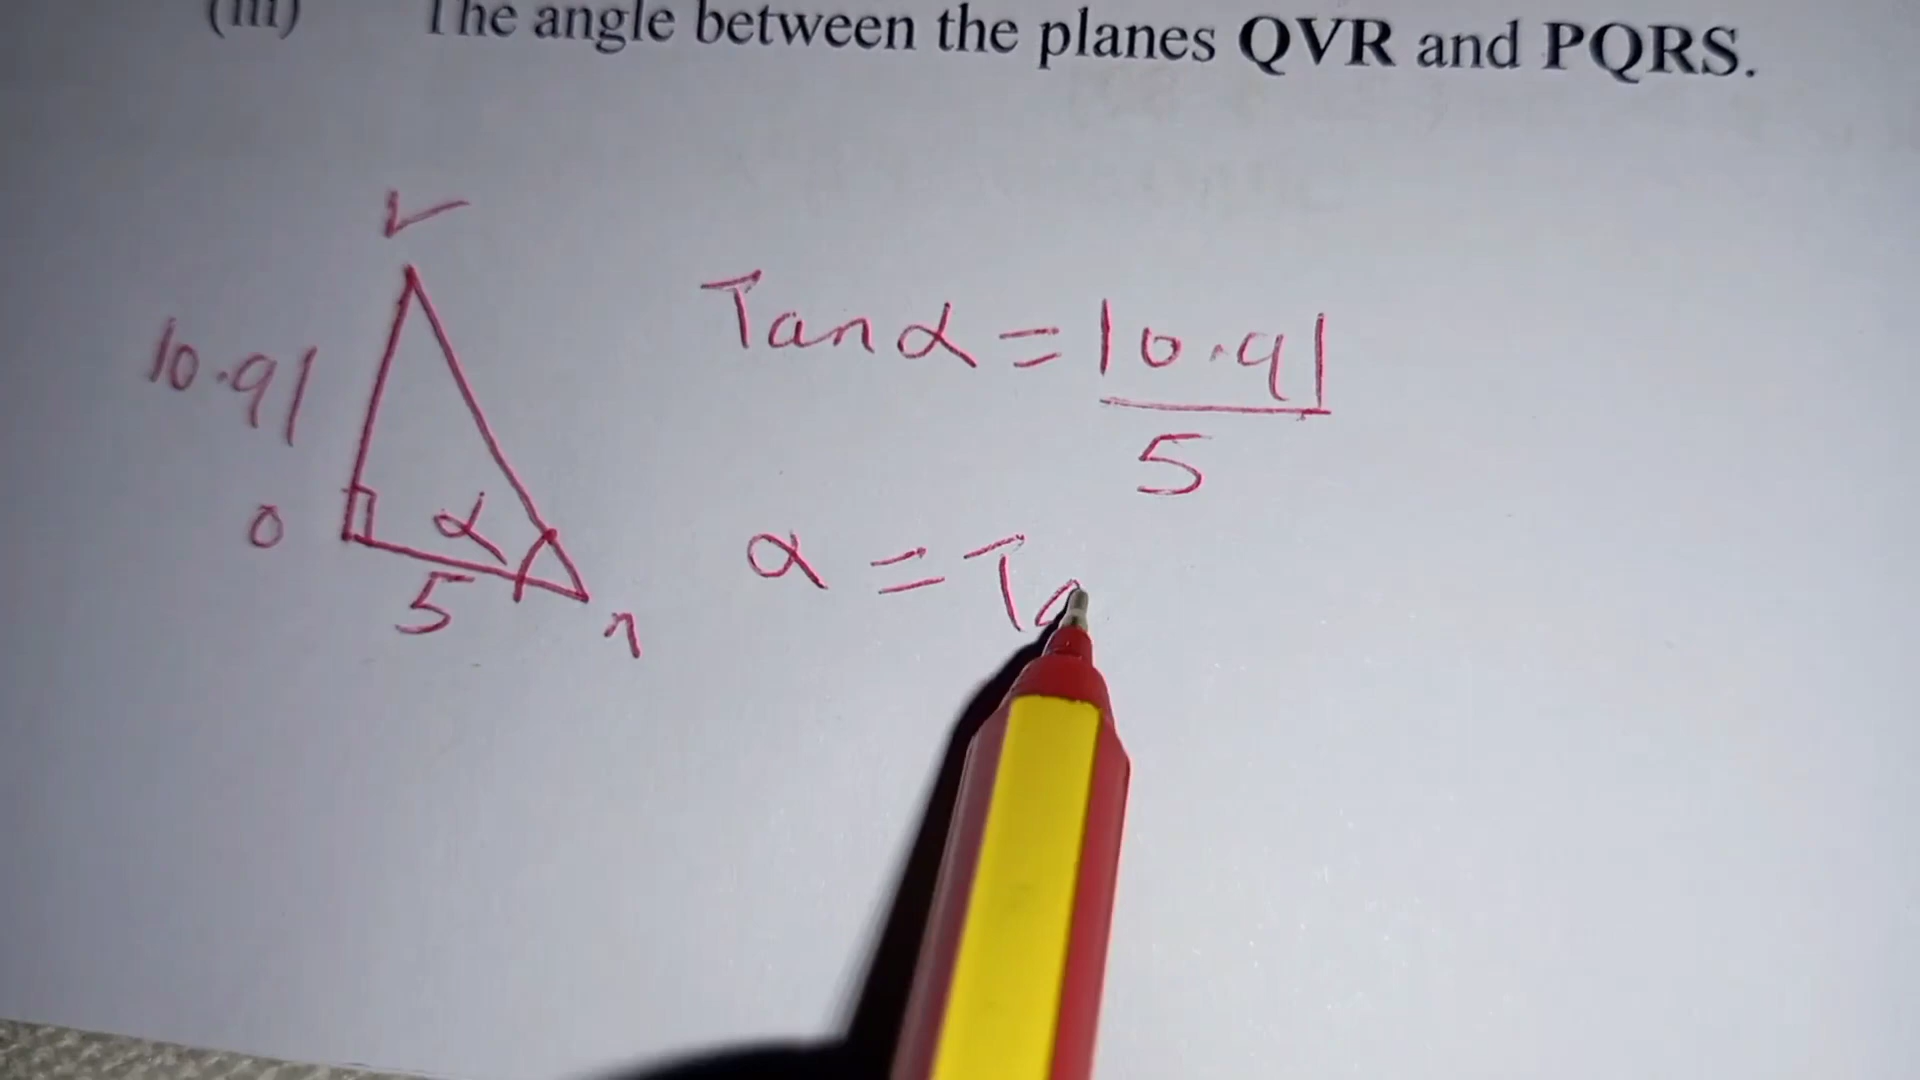 (iii) The angle between the planes QVR and PQRS.
V
10.91
O
α
5
n
Tan α = 10.91
5
α = Ta